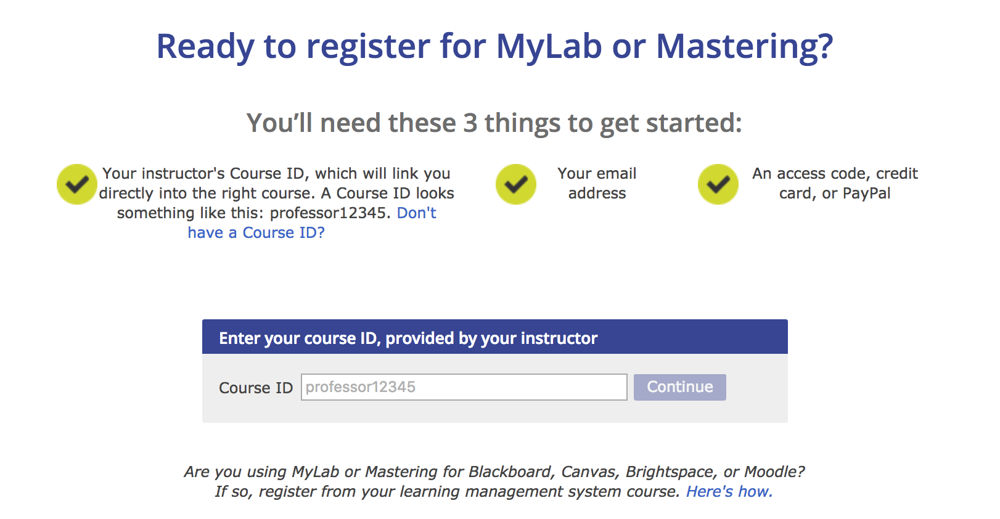 Ready to register for MyLab or Mastering?
You’ll need these 3 things to get started:
Your instructor's Course ID, which will link you
directly into the right course. A Course ID looks
something like this: professor12345. Don't
have a Course ID?
Your email
address
An access code, credit
card, or PayPal
Enter your course ID, provided by your instructor
Course ID professor12345 Continue
Are you using MyLab or Mastering for Blackboard, Canvas, Brightspace, or Moodle?
If so, register from your learning management system course. Here's how.